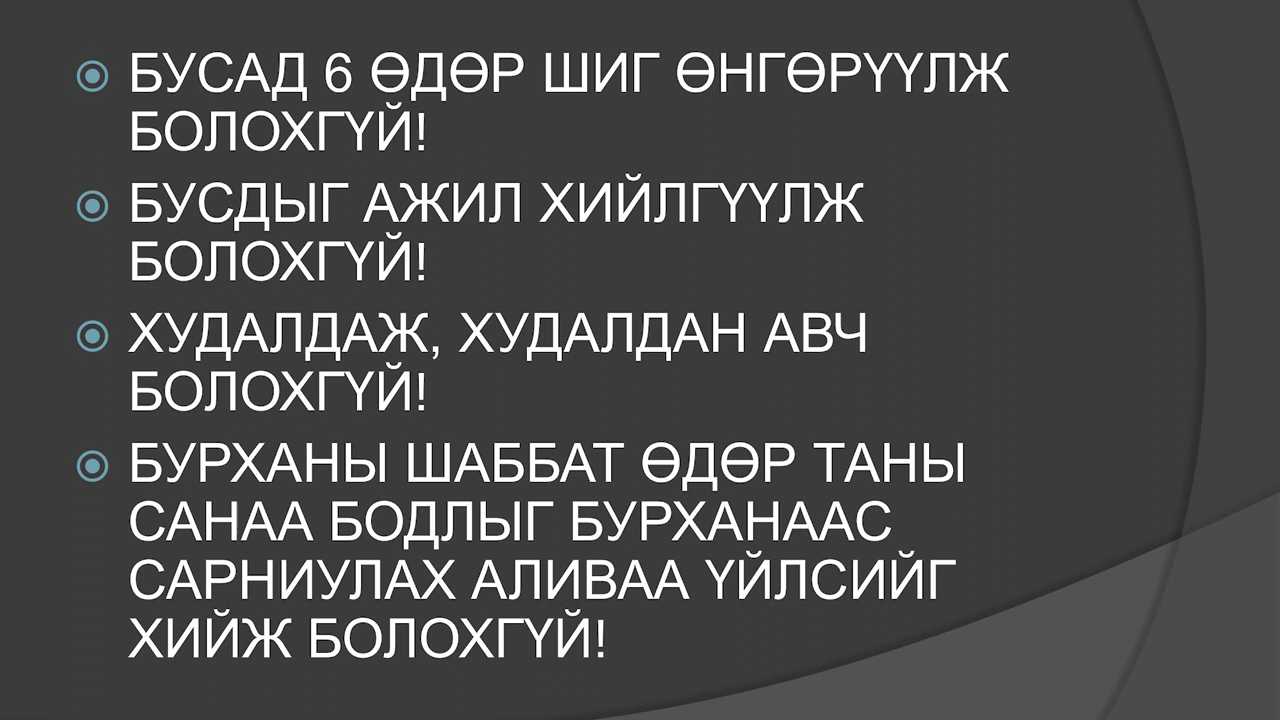 БУСАД 6 ӨДӨР ШИГ ӨНГӨРҮҮЛЖ
БОЛОХГҮЙ!
БУСДЫГ АЖИЛ ХИЙЛГҮҮЛЖ
БОЛОХГҮЙ!
ХУДАЛДАЖ, ХУДАЛДАН АВЧ
БОЛОХГҮЙ!
БУРХАНЫ ШАББАТ ӨДӨР ТАНЫ
САНАА БОДЛЫГ БУРХАНААС
САРНИУЛАХ АЛИВАА ҮЙЛСИЙГ
ХИЙЖ БОЛОХГҮЙ!